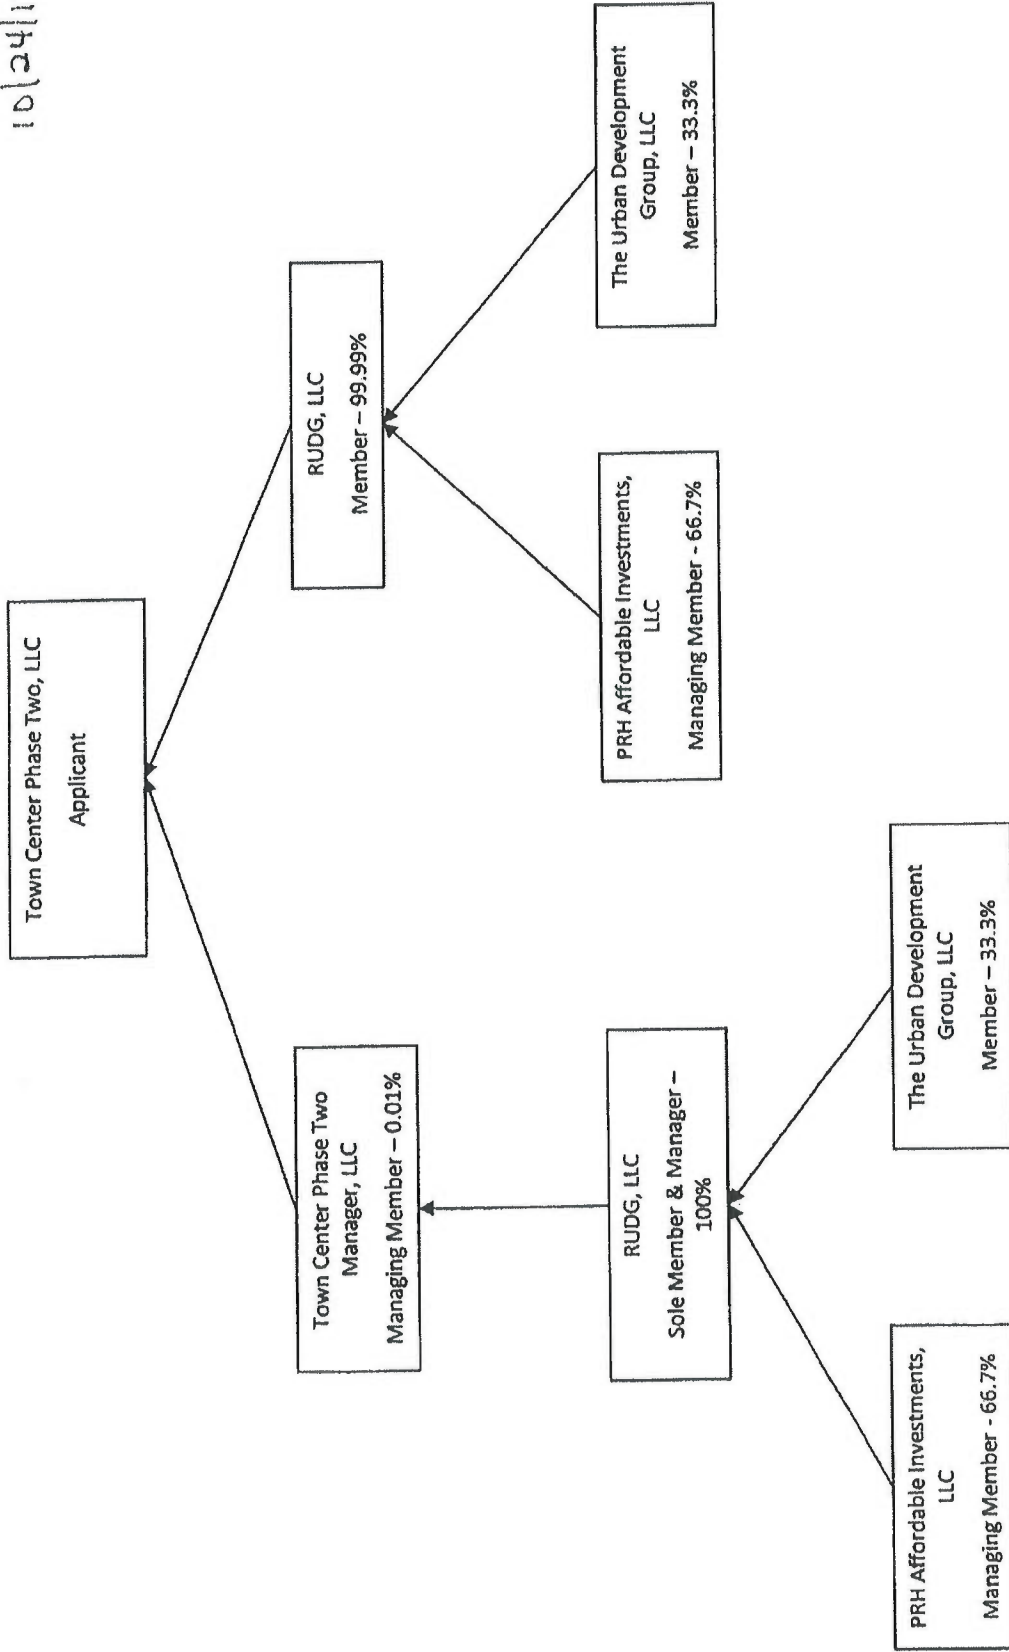 Town Center Phase Two, LLC
Applicant
Town Center Phase Two
Manager, LLC
Managing Member – 0.01%
RUDG, LLC
Member – 99.99%
RUDG, LLC
Sole Member & Manager –
100%
PRH Affordable Investments,
LLC
Managing Member - 66.7%
The Urban Development
Group, LLC
Member – 33.3%
PRH Affordable Investments,
LLC
Managing Member - 66.7%
The Urban Development
Group, LLC
Member – 33.3%